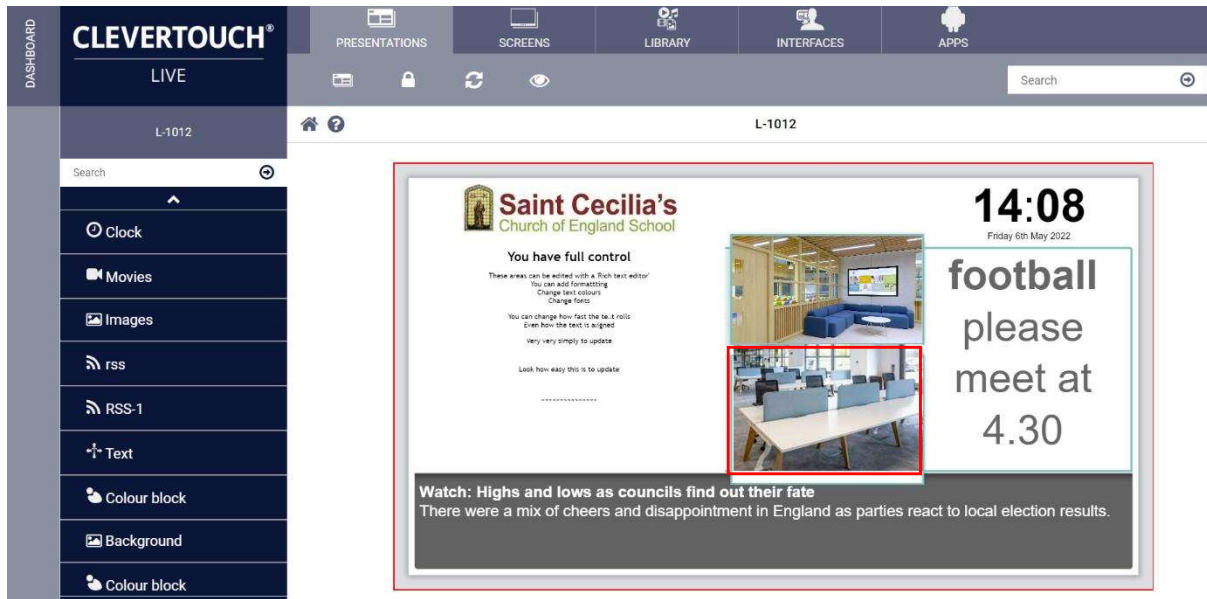 DASHBOARD
CLEVERTOUCH®
LIVE
PRESENTATIONS
SCREENS
LIBRARY
INTERFACES
APPS
Search
L-1012
L-1012
Search
Clock
Movies
Images
rss
RSS-1
Text
Colour block
Background
Colour block
Saint Cecilia's
Church of England School
14:08
Friday 6th May 2022
You have full control
These areas can be edited with a 'Rich text editor'
You can add formattting
Change text colours
Change fonts
You can change how fast the te..t rolls
Even how the text is
Very very simply to update
Look how easy this is to update
---------------
football
please
meet at
4.30
Watch: Highs and lows as councils find out their fate
There were a mix of cheers and disappointment in England as parties react to local election results.